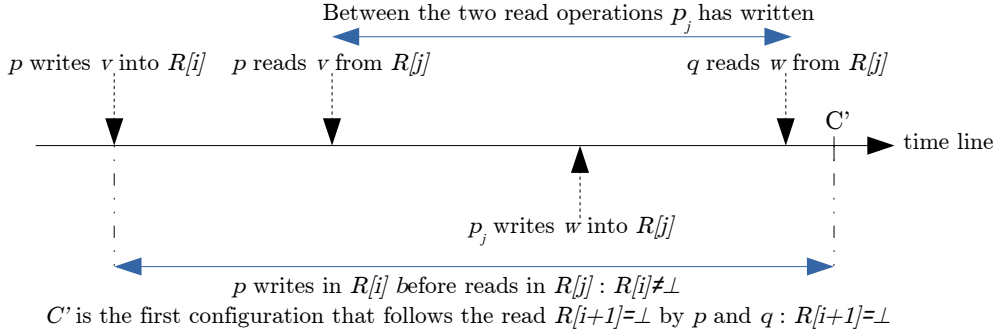 Between the two read operations p_j has written
p writes v into R[i] p reads v from R[j] q reads w from R[j]
C'
time line
p_j writes w into R[j]
p writes in R[i] before reads in R[j] : R[i]≠⊥
C' is the first configuration that follows the read R[i+1]=⊥ by p and q : R[i+1]=⊥